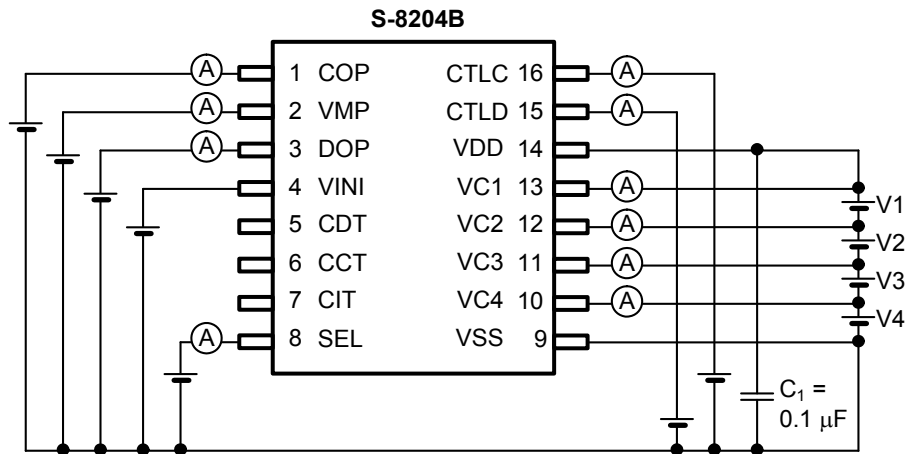 S-8204B
A 1 COP CTLC 16 A
A 2 VMP CTLD 15 A
A 3 DOP VDD 14
4 VINI VC1 13 A
V1
5 CDT VC2 12 A
V2
6 CCT VC3 11 A
V3
7 CIT VC4 10 A
V4
A 8 SEL VSS 9
C₁ =
0.1 μF